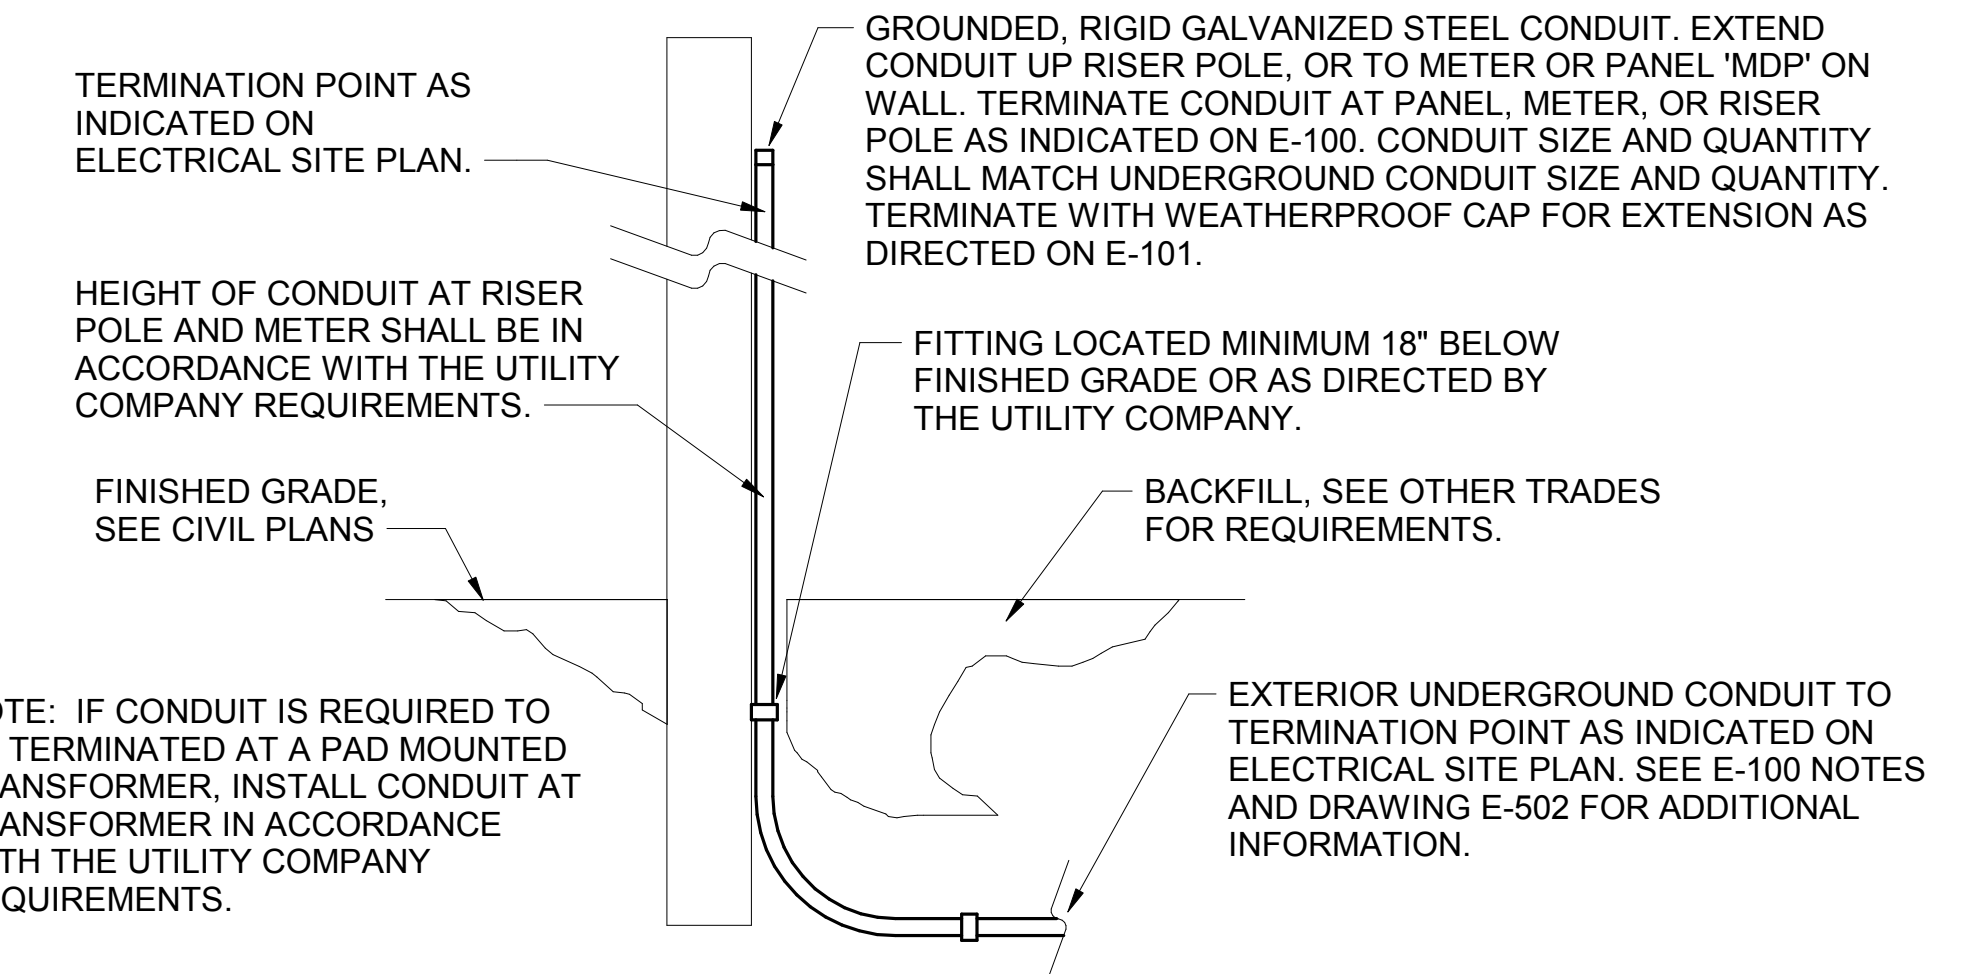 TERMINATION POINT AS
INDICATED ON
ELECTRICAL SITE PLAN.
GROUNDED, RIGID GALVANIZED STEEL CONDUIT. EXTEND
CONDUIT UP RISER POLE, OR TO METER OR PANEL 'MDP' ON
WALL. TERMINATE CONDUIT AT PANEL, METER, OR RISER
POLE AS INDICATED ON E-100. CONDUIT SIZE AND QUANTITY
SHALL MATCH UNDERGROUND CONDUIT SIZE AND QUANTITY.
TERMINATE WITH WEATHERPROOF CAP FOR EXTENSION AS
DIRECTED ON E-101.
HEIGHT OF CONDUIT AT RISER
POLE AND METER SHALL BE IN
ACCORDANCE WITH THE UTILITY
COMPANY REQUIREMENTS.
FITTING LOCATED MINIMUM 18" BELOW
FINISHED GRADE OR AS DIRECTED BY
THE UTILITY COMPANY.
FINISHED GRADE,
SEE CIVIL PLANS
BACKFILL, SEE OTHER TRADES
FOR REQUIREMENTS.
OTE: IF CONDUIT IS REQUIRED TO
TERMINATED AT A PAD MOUNTED
ANSFORMER, INSTALL CONDUIT AT
ANSFORMER IN ACCORDANCE
TH THE UTILITY COMPANY
QUIREMENTS.
EXTERIOR UNDERGROUND CONDUIT TO
TERMINATION POINT AS INDICATED ON
ELECTRICAL SITE PLAN. SEE E-100 NOTES
AND DRAWING E-502 FOR ADDITIONAL
INFORMATION.